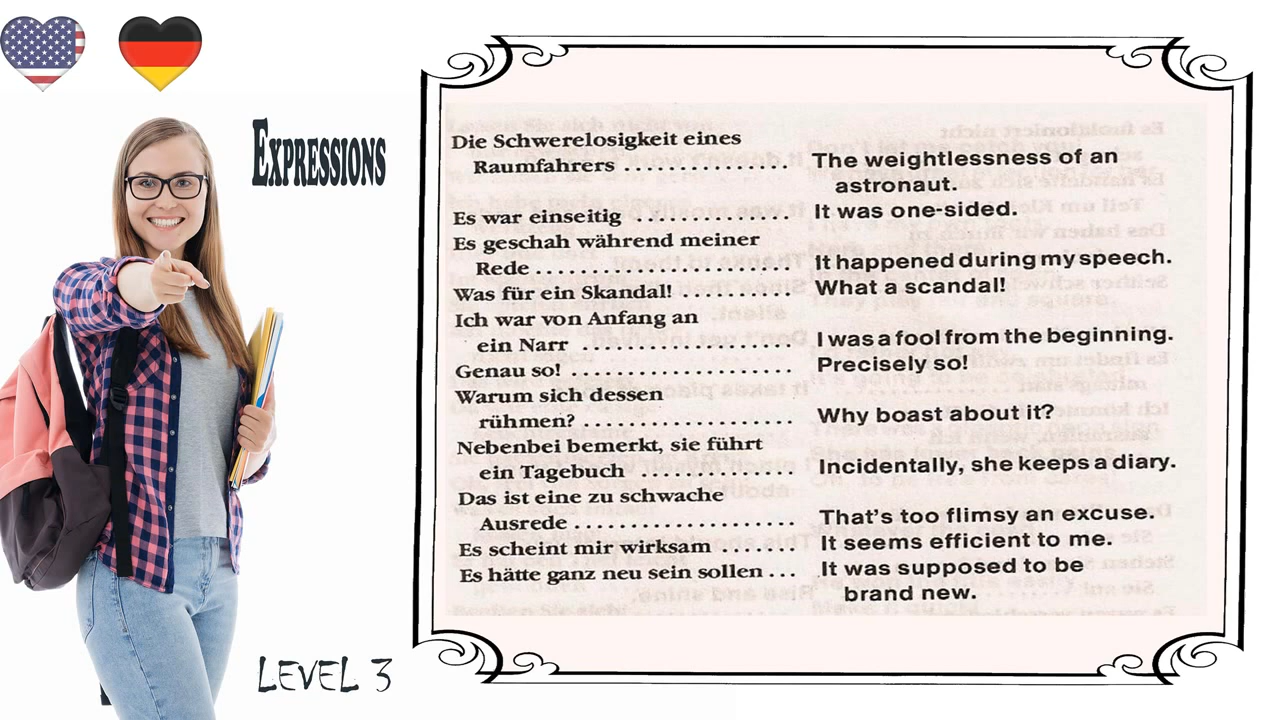 EXPRESSIONS
LEVEL 3
Die Schwerelosigkeit eines
Raumfahrers ............... The weightlessness of an
astronaut.
Es war einseitig ............... It was one-sided.
Es geschah während meiner
Rede ....................... It happened during my speech.
Was für ein Skandal! .......... What a scandal!
Ich war von Anfang an
ein Narr ................... I was a fool from the beginning.
Genau so! .................... Precisely so!
Warum sich dessen
rühmen? ................... Why boast about it?
Nebenbei bemerkt, sie führt
ein Tagebuch .............. Incidentally, she keeps a diary.
Das ist eine zu schwache
Ausrede .................... That's too flimsy an excuse.
Es scheint mir wirksam ....... It seems efficient to me.
Es hätte ganz neu sein sollen ... It was supposed to be
brand new.